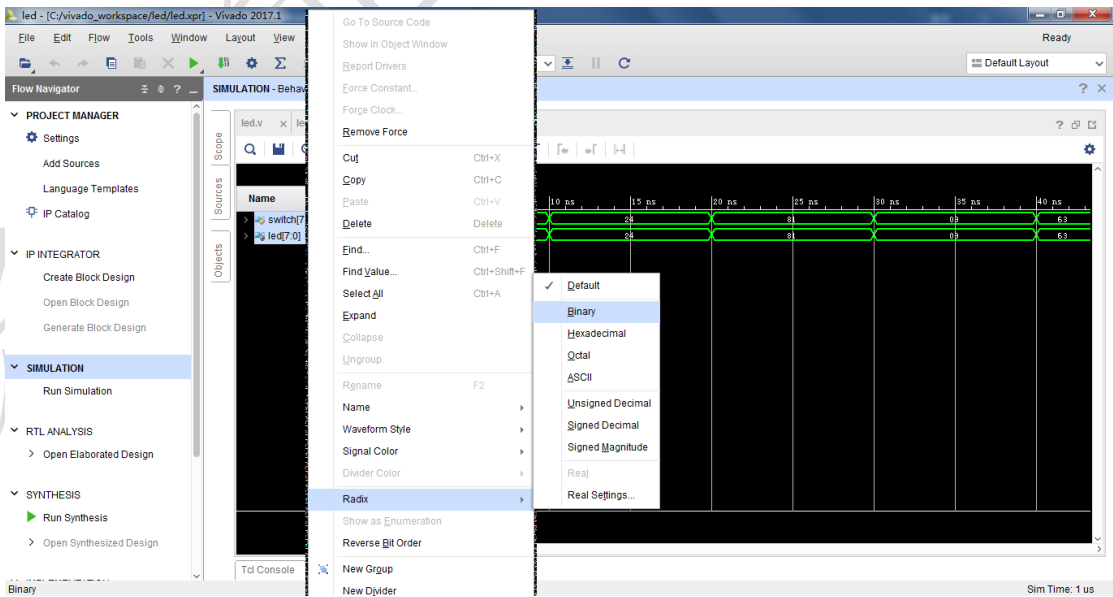 led - [C:/vivado_workspace/led/led.xpr] - Vivado 2017.1
File Edit Flow Tools Window Layout View
Ready
Default Layout
Flow Navigator
SIMULATION - Behav
PROJECT MANAGER
Settings
Add Sources
Language Templates
IP Catalog
IP INTEGRATOR
Create Block Design
Open Block Design
Generate Block Design
SIMULATION
Run Simulation
RTL ANALYSIS
Open Elaborated Design
SYNTHESIS
Run Synthesis
Open Synthesized Design
Scope
Sources
Objects
led.v
Name
switch[7
led[7:0]
Go To Source Code
Show in Object Window
Report Drivers
Force Constant...
Force Clock...
Remove Force
Cut Ctrl+X
Copy Ctrl+C
Paste Ctrl+V
Delete Delete
Find... Ctrl+F
Find Value... Ctrl+Shift+F
Select All Ctrl+A
Expand
Collapse
Ungroup
Rename F2
Name
Waveform Style
Signal Color
Divider Color
Radix
Show as Enumeration
Reverse Bit Order
New Group
New Divider
Default
Binary
Hexadecimal
Octal
ASCII
Unsigned Decimal
Signed Decimal
Signed Magnitude
Real
Real Settings...
10 ns 15 ns 20 ns 25 ns 30 ns 35 ns 40 ns
24 81 09 63
24 81 09 63
Tcl Console
Binary
Sim Time: 1 us